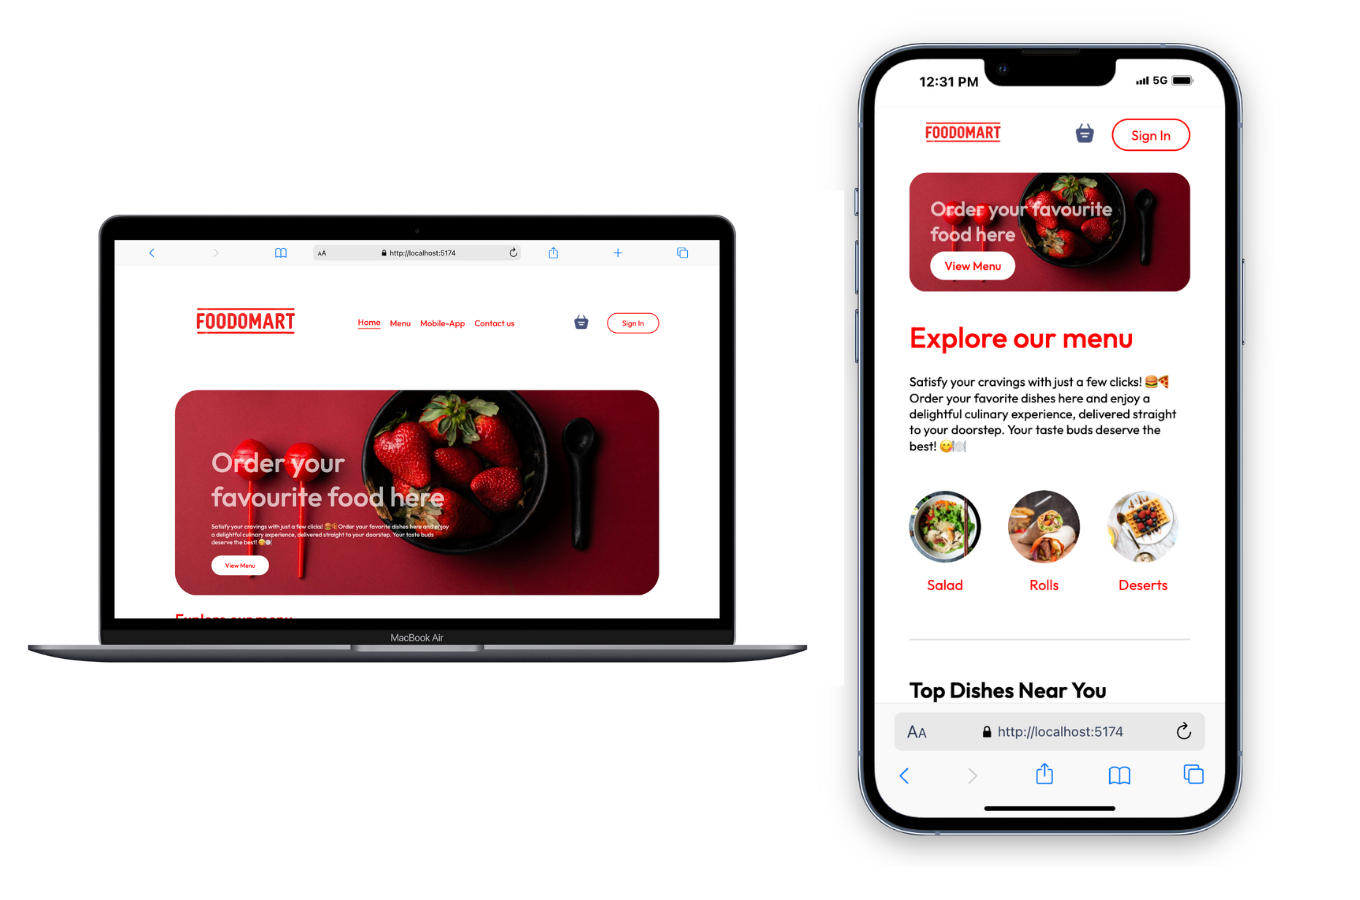 AA
http://localhost:5174
FOODOMART
Home Menu Mobile-App Contact us
Sign In
Order your
favourite food here
Satisfy your cravings with just a few clicks! 🍔🍕 Order your favorite dishes here and enjoy
a delightful culinary experience, delivered straight to your doorstep. Your taste buds
deserve the best! 😋🍽️
View Menu
Explore our menu
MacBook Air
12:31 PM
5G
FOODOMART
Sign In
Order your favourite
food here
View Menu
Explore our menu
Satisfy your cravings with just a few clicks! 🍔🍕
Order your favorite dishes here and enjoy a
delightful culinary experience, delivered straight
to your doorstep. Your taste buds deserve the
best! 😋🍽️
Salad Rolls Deserts
Top Dishes Near You
AA
http://localhost:5174